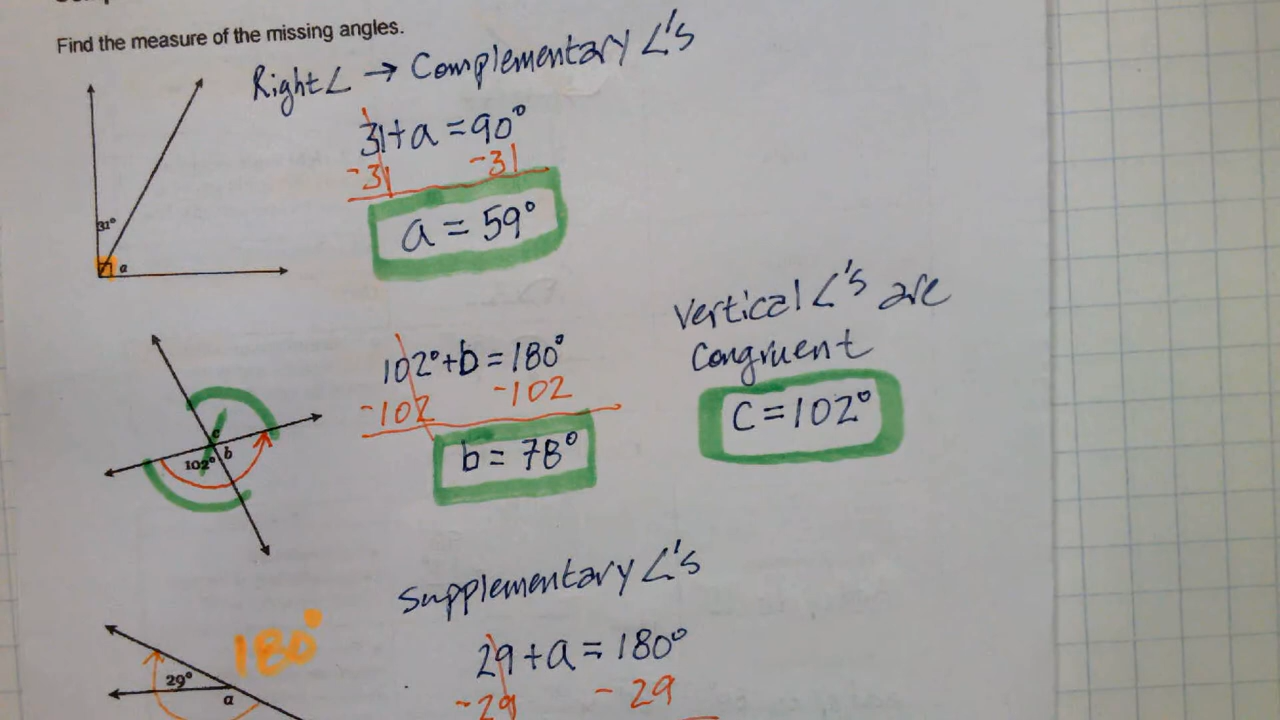 Find the measure of the missing angles.
Right∠ → Complementary ∠'s
31+a=90°
-31 -31
a=59°
31°
a
Vertical ∠'s are
Congruent
C=102°
102°+b=180°
-102 -102
b=78°
c
102° b
Supplementary ∠'s
180°
29+a=180°
-29 -29
29°
a